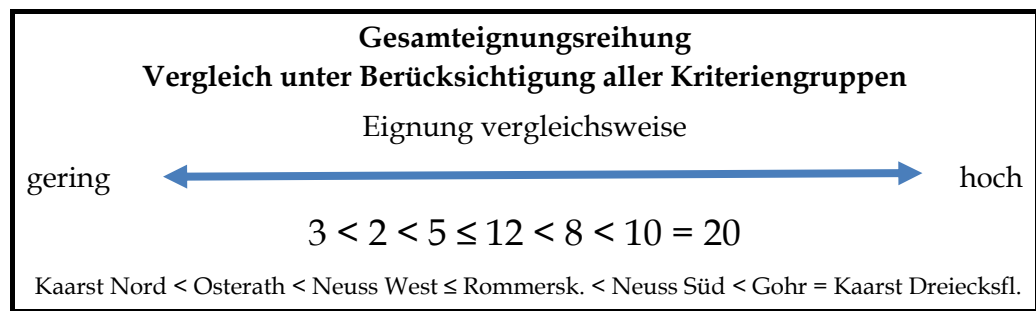 Gesamteignungsreihung
Vergleich unter Berücksichtigung aller Kriteriengruppen
Eignung vergleichsweise
gering hoch
3 < 2 < 5 ≤ 12 < 8 < 10 = 20
Kaarst Nord < Osterath < Neuss West ≤ Rommersk. < Neuss Süd < Gohr = Kaarst Dreiecksfl.